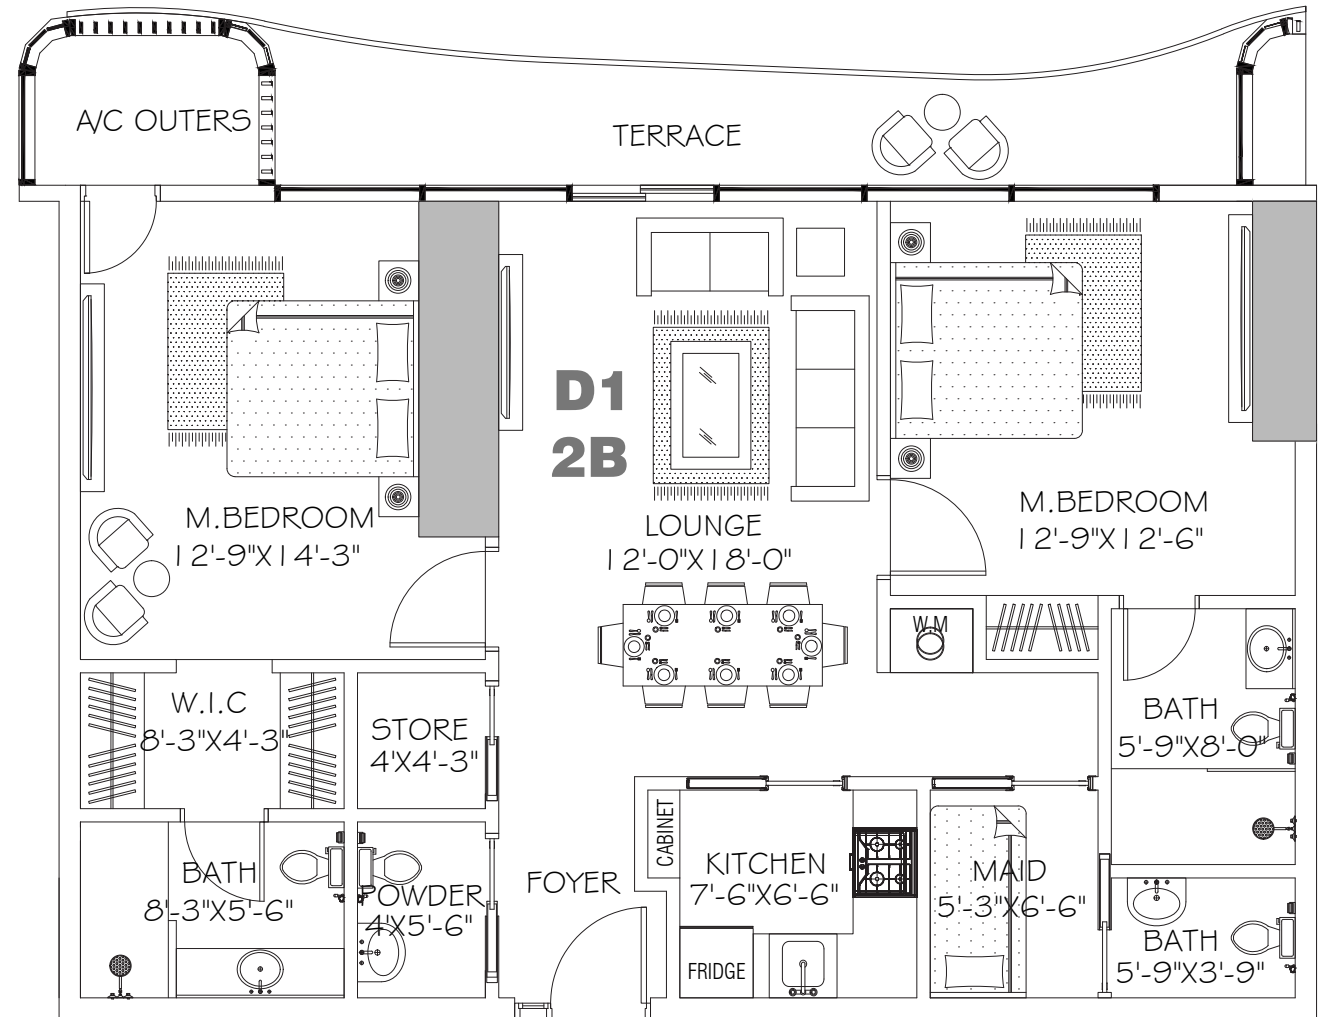 A/C OUTERS
TERRACE
D1
2B
M.BEDROOM
12'-9"X14'-3"
LOUNGE
12'-0"X18'-0"
M.BEDROOM
12'-9"X12'-6"
W.M
W.I.C
8'-3"X4'-3"
STORE
4'X4'-3"
BATH
5'-9"X8'-0"
CABINET
BATH
8'-3"X5'-6"
POWDER
4'X5'-6"
FOYER
KITCHEN
7'-6"X6'-6"
MAID
5'-3"X6'-6"
BATH
5'-9"X3'-9"
FRIDGE